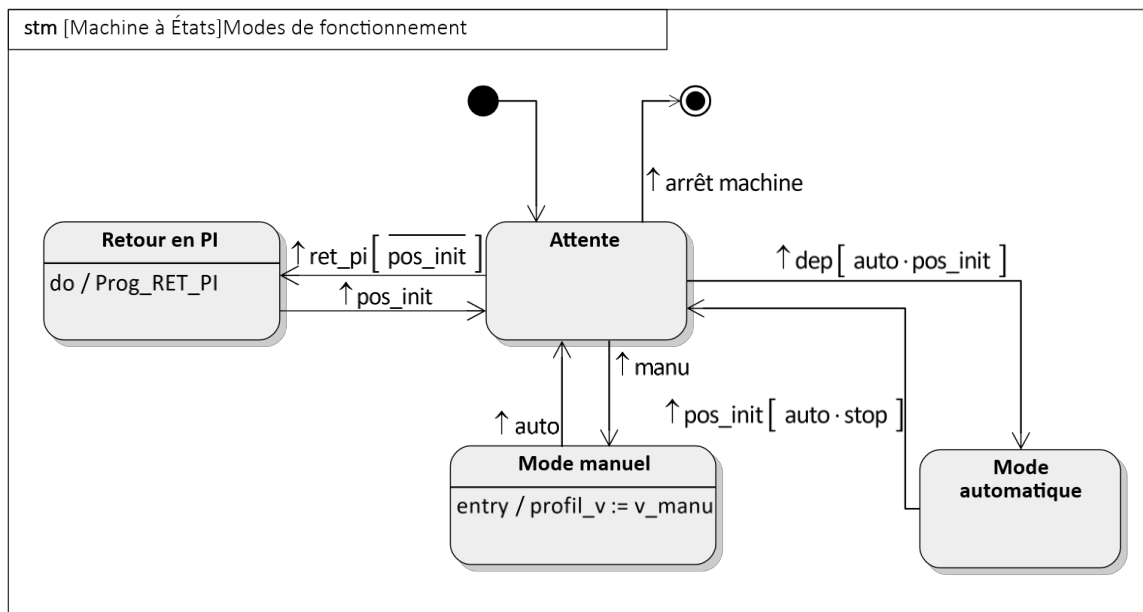 stm [Machine à États]Modes de fonctionnement
↑ arrêt machine
Retour en PI
do / Prog_RET_PI
↑ ret_pi [ p̅o̅s̅_̅i̅n̅i̅t̅ ]
↑ pos_init
Attente
↑ dep [ auto · pos_init ]
↑ manu
↑ auto
↑ pos_init [ auto · stop ]
Mode manuel
entry / profil_v := v_manu
Mode
automatique